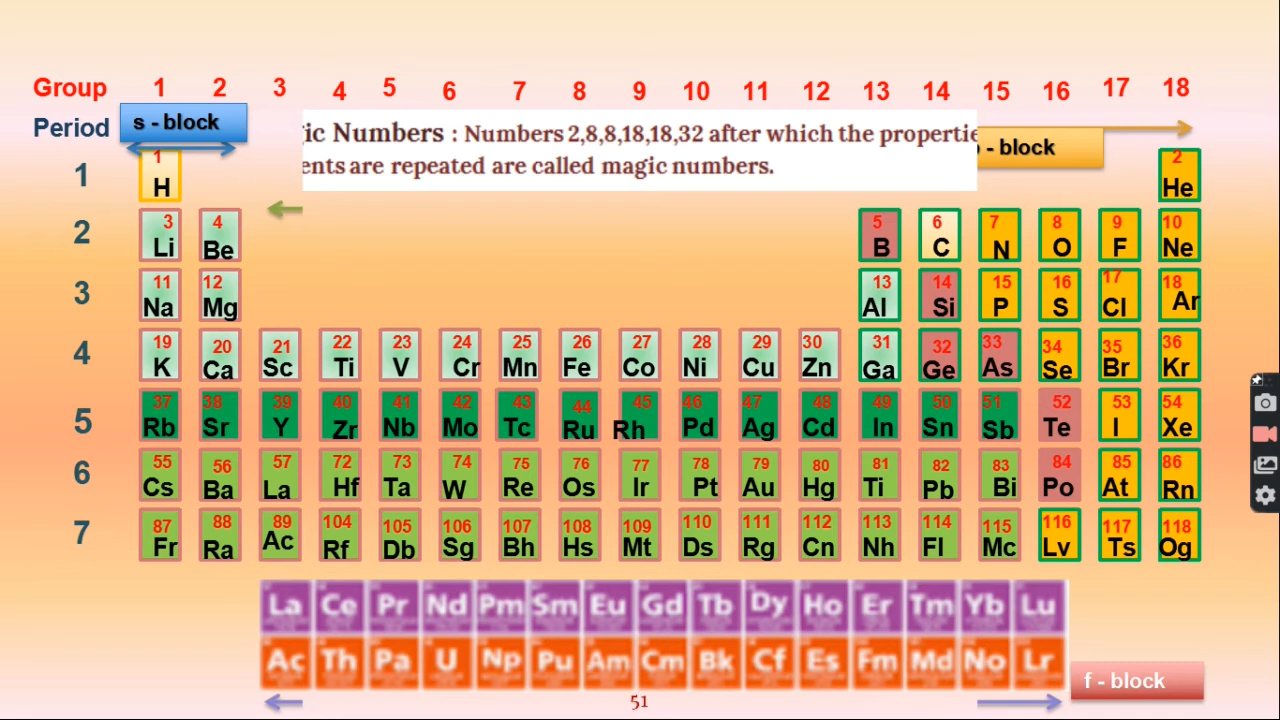 Group 1 2 3 4 5 6 7 8 9 10 11 12 13 14 15 16 17 18
Period s - block
ic Numbers : Numbers 2,8,8,18,18,32 after which the propertie
- block
ents are repeated are called magic numbers.
1 1 H 2 He
2 3 Li 4 Be 5 B 6 C 7 N 8 O 9 F 10 Ne
3 11 Na 12 Mg 13 Al 14 Si 15 P 16 S 17 Cl 18 Ar
4 19 K 20 Ca 21 Sc 22 Ti 23 V 24 Cr 25 Mn 26 Fe 27 Co 28 Ni 29 Cu 30 Zn 31 Ga 32 Ge 33 As 34 Se 35 Br 36 Kr
5 37 Rb 38 Sr 39 Y 40 Zr 41 Nb 42 Mo 43 Tc 44 Ru 45 Rh 46 Pd 47 Ag 48 Cd 49 In 50 Sn 51 Sb 52 Te 53 I 54 Xe
6 55 Cs 56 Ba 57 La 72 Hf 73 Ta 74 W 75 Re 76 Os 77 Ir 78 Pt 79 Au 80 Hg 81 Ti 82 Pb 83 Bi 84 Po 85 At 86 Rn
7 87 Fr 88 Ra 89 Ac 104 Rf 105 Db 106 Sg 107 Bh 108 Hs 109 Mt 110 Ds 111 Rg 112 Cn 113 Nh 114 Fl 115 Mc 116 Lv 117 Ts 118 Og
La Ce Pr Nd Pm Sm Eu Gd Tb Dy Ho Er Tm Yb Lu
Ac Th Pa U Np Pu Am Cm Bk Cf Es Fm Md No Lr
f - block
51